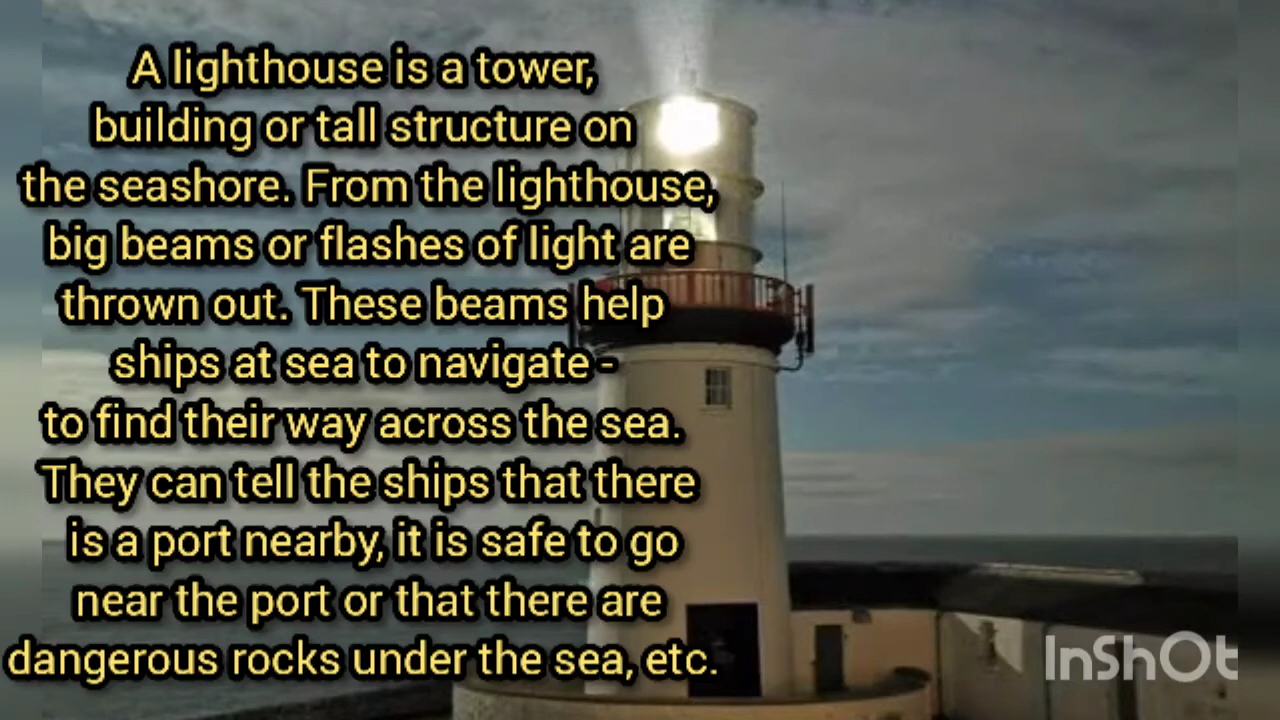 A lighthouse is a tower,
building or tall structure on
the seashore. From the lighthouse,
big beams or flashes of light are
thrown out. These beams help
ships at sea to navigate -
to find their way across the sea.
They can tell the ships that there
is a port nearby, it is safe to go
near the port or that there are
dangerous rocks under the sea, etc.
InShOt